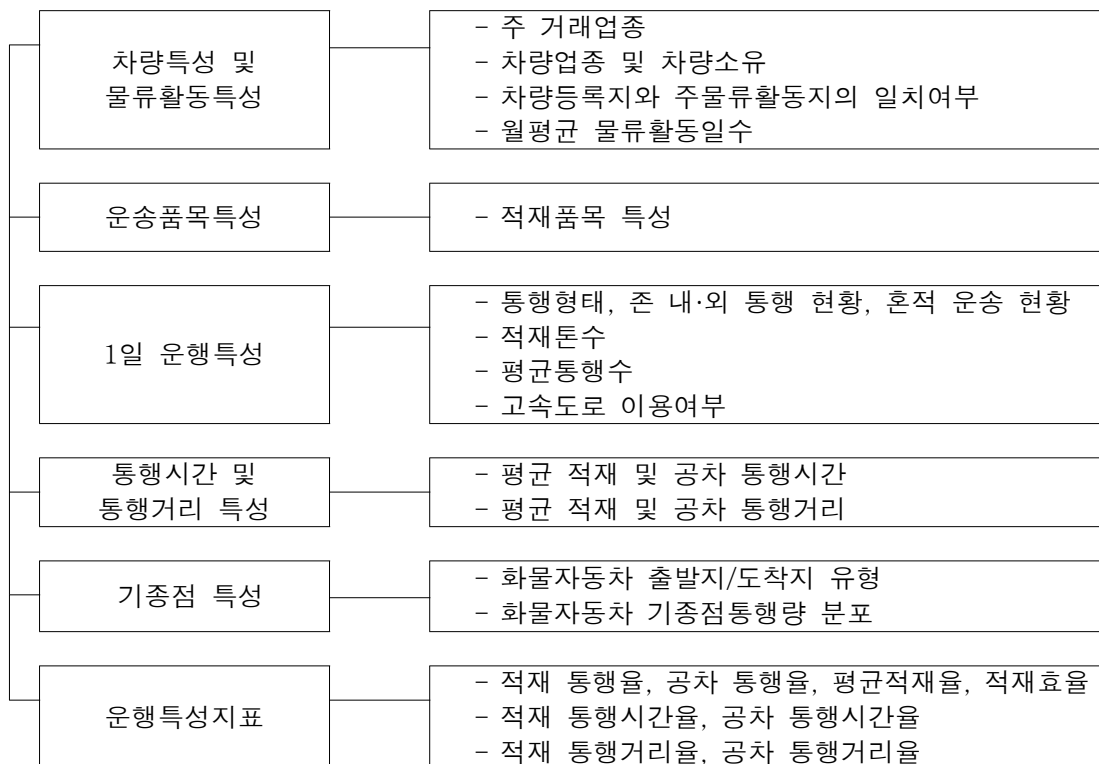 차량특성 및
물류활동특성
- 주 거래업종
- 차량업종 및 차량소유
- 차량등록지와 주물류활동지의 일치여부
- 월평균 물류활동일수
운송품목특성
- 적재품목 특성
1일 운행특성
- 통행형태, 존 내·외 통행 현황, 혼적 운송 현황
- 적재톤수
- 평균통행수
- 고속도로 이용여부
통행시간 및
통행거리 특성
- 평균 적재 및 공차 통행시간
- 평균 적재 및 공차 통행거리
기종점 특성
- 화물자동차 출발지/도착지 유형
- 화물자동차 기종점통행량 분포
운행특성지표
- 적재 통행율, 공차 통행율, 평균적재율, 적재효율
- 적재 통행시간율, 공차 통행시간율
- 적재 통행거리율, 공차 통행거리율